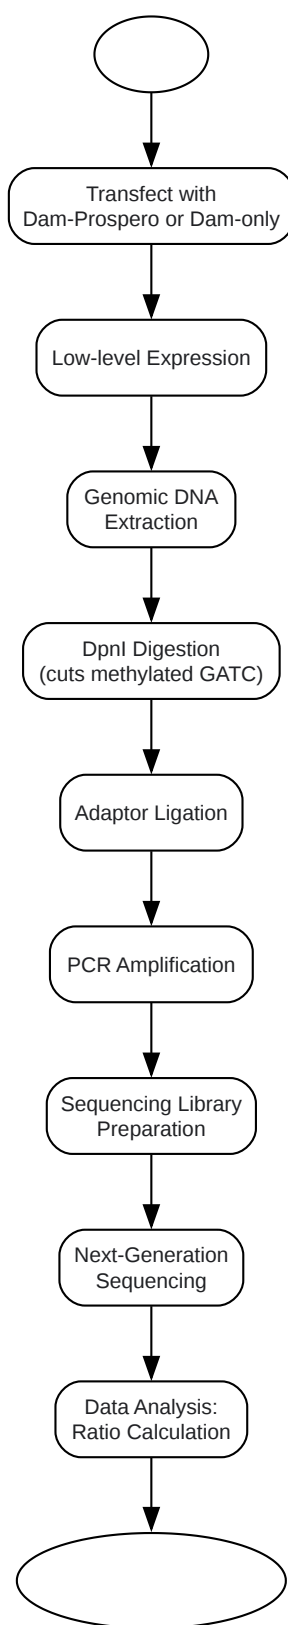 Transfect with
Dam-Prospero or Dam-only
Low-level Expression
Genomic DNA
Extraction
DpnI Digestion
(cuts methylated GATC)
Adaptor Ligation
PCR Amplification
Sequencing Library
Preparation
Next-Generation
Sequencing
Data Analysis:
Ratio Calculation